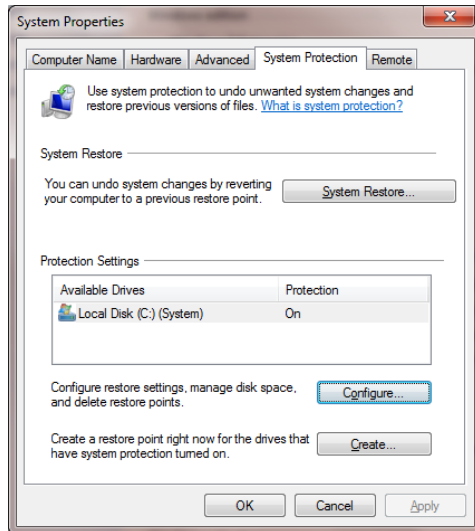 System Properties
Computer Name Hardware Advanced System Protection Remote
Use system protection to undo unwanted system changes and
restore previous versions of files. What is system protection?
System Restore
You can undo system changes by reverting
your computer to a previous restore point.
System Restore...
Protection Settings
Available Drives Protection
Local Disk (C:) (System) On
Configure restore settings, manage disk space,
and delete restore points.
Configure...
Create a restore point right now for the drives that
have system protection turned on.
Create...
OK Cancel Apply